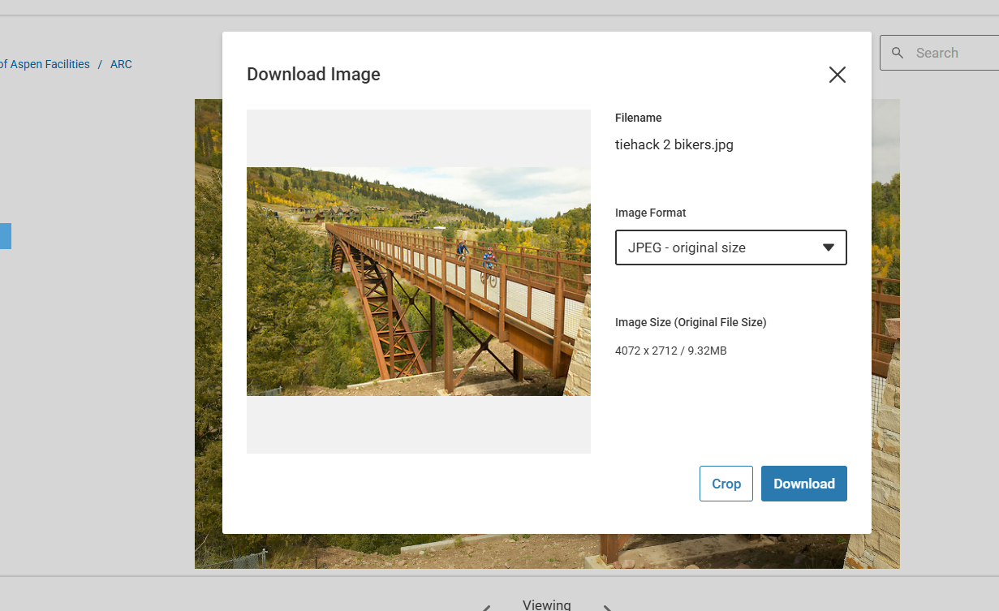 of Aspen Facilities / ARC
Search
Download Image
Filename
tiehack 2 bikers.jpg
Image Format
JPEG - original size
Image Size (Original File Size)
4072 x 2712 / 9.32MB
Crop
Download
Viewing